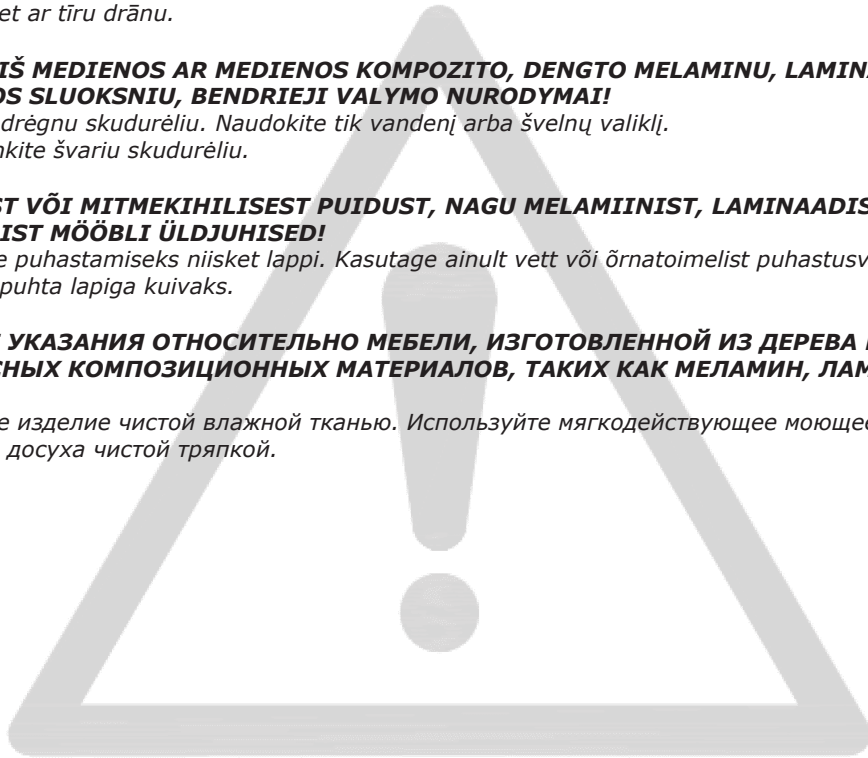 et ar tīru drānu.
IŠ MEDIENOS AR MEDIENOS KOMPOZITO, DENGTO MELAMINU,
OS SLUOKSNIU, BENDRIEJI VALYMO NURODYMAI!
drėgnu skudurėliu. Naudokite tik vandenį arba švelnų valiklį.
nkite švariu skudurėliu.
ST VÕI MITMEKIHILISEST PUIDUST, NAGU MELAMIINIST, LAMINAADIS
IST MÖÖBLI ÜLDJUHISED!
e puhastamiseks niisket lappi. Kasutage ainult vett või õrnatoimelist puhastusv
puhta lapiga kuivaks.
УКАЗАНИЯ ОТНОСИТЕЛЬНО МЕБЕЛИ, ИЗГОТОВЛЕННОЙ ИЗ ДЕРЕВА
СНЫХ КОМПОЗИЦИОННЫХ МАТЕРИАЛОВ, ТАКИХ КАК МЕЛАМИН, ЛАМ
е изделие чистой влажной тканью. Используйте мягкодействующее моющее
досуха чистой тряпкой.